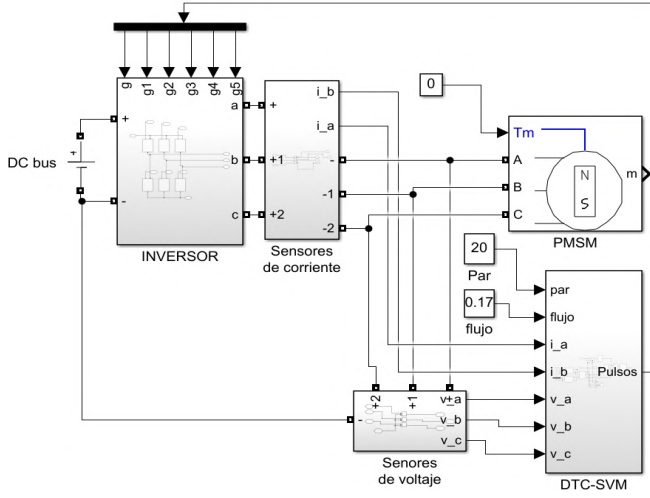 g
g1
g2
g3
g4
g5
+
-
a
b
c
DC bus
+
INVERSOR
+
+1
+2
i_b
i_a
-
-1
-2
Sensores
de corriente
0
Tm
A
B
C
N
S
m
PMSM
20
Par
0.17
flujo
par
flujo
i_a
i_b
v_a
v_b
v_c
Pulsos
DTC-SVM
+2
+1
+
-
v_a
v_b
v_c
Senores
de voltaje